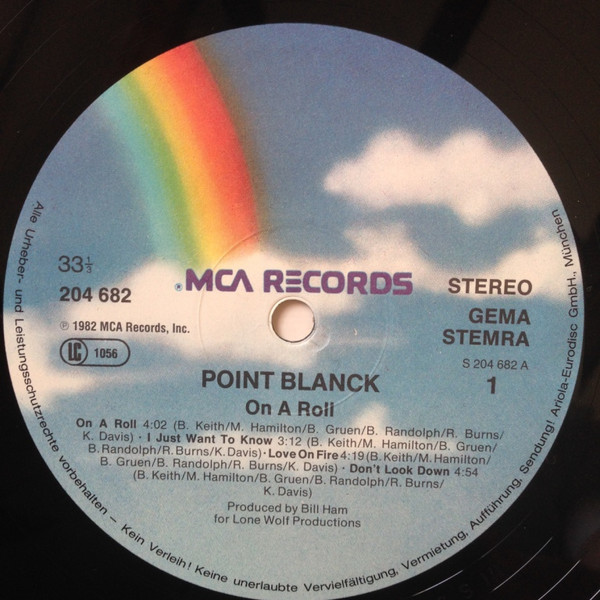 33⅓
204 682
℗ 1982 MCA Records, Inc.
LC 1056
®MCA RECORDS
STEREO
GEMA
STEMRA
S 204 682 A
1
POINT BLANCK
On A Roll
On A Roll 4:02 (B. Keith/M. Hamilton/B. Gruen/B. Randolph/R. Burns/
K. Davis) · I Just Want To Know 3:12 (B. Keith/M. Hamilton/B. Gruen/
B. Randolph/R. Burns/K. Davis) · Love On Fire 4:19 (B. Keith/M. Hamilton/
B. Gruen/B. Randolph/R. Burns/K. Davis) · Don't Look Down 4:54
(B. Keith/M. Hamilton/B. Gruen/B. Randolph/R. Burns/
K. Davis)
Produced by Bill Ham
for Lone Wolf Productions
Alle Urheber- und Leistungsschutzrechte vorbehalten – Kein Verleih! Keine unerlaubte Vervielfältigung, Vermietung, Aufführung, Sendung! Ariola-Eurodisc GmbH., München